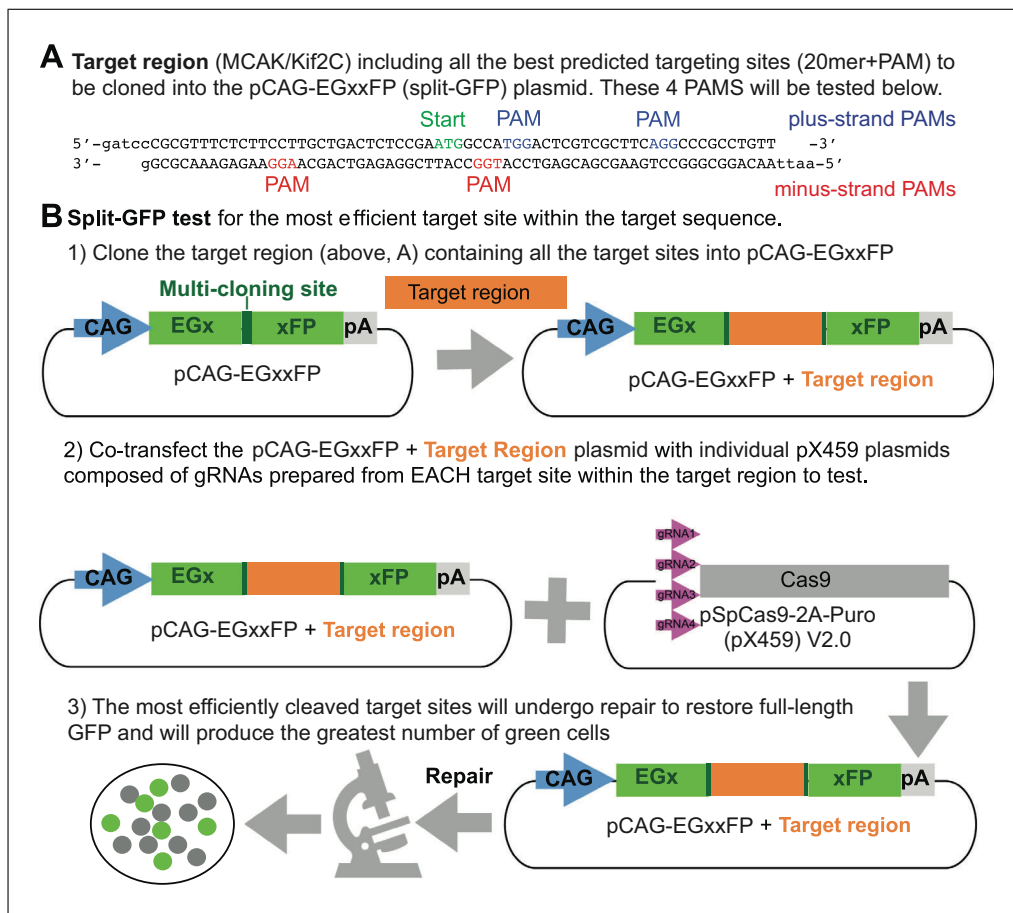 A Target region (MCAK/Kif2C) including all the best predicted targeting sites (20mer+PAM) to
be cloned into the pCAG-EGxxFP (split-GFP) plasmid. These 4 PAMS will be tested below.
Start PAM PAM plus-strand PAMs
5'-gatccCGCGTTTCTCTTCCTTGCTGACTCTCCGAATGGCCATGGACTCGTCGCTTCAGGCCCGCCTGTT -3'
3'- gGCGCAAAGAGAAGGAACGACTGAGAGGCTTACCGGTACCTGAGCAGCGAAGTCCGGGCGGACAAttaa-5'
PAM PAM minus-strand PAMs
B Split-GFP test for the most efficient target site within the target sequence.
1) Clone the target region (above, A) containing all the target sites into pCAG-EGxxFP
Multi-cloning site Target region
CAG EGx xFP pA CAG EGx xFP pA
pCAG-EGxxFP pCAG-EGxxFP + Target region
2) Co-transfect the pCAG-EGxxFP + Target Region plasmid with individual pX459 plasmids
composed of gRNAs prepared from EACH target site within the target region to test.
gRNA1
gRNA2
CAG EGx xFP pA Cas9
gRNA3
pSpCas9-2A-Puro
gRNA4
pCAG-EGxxFP + Target region (pX459) V2.0
3) The most efficiently cleaved target sites will undergo repair to restore full-length
GFP and will produce the greatest number of green cells
Repair CAG EGx xFP pA
pCAG-EGxxFP + Target region